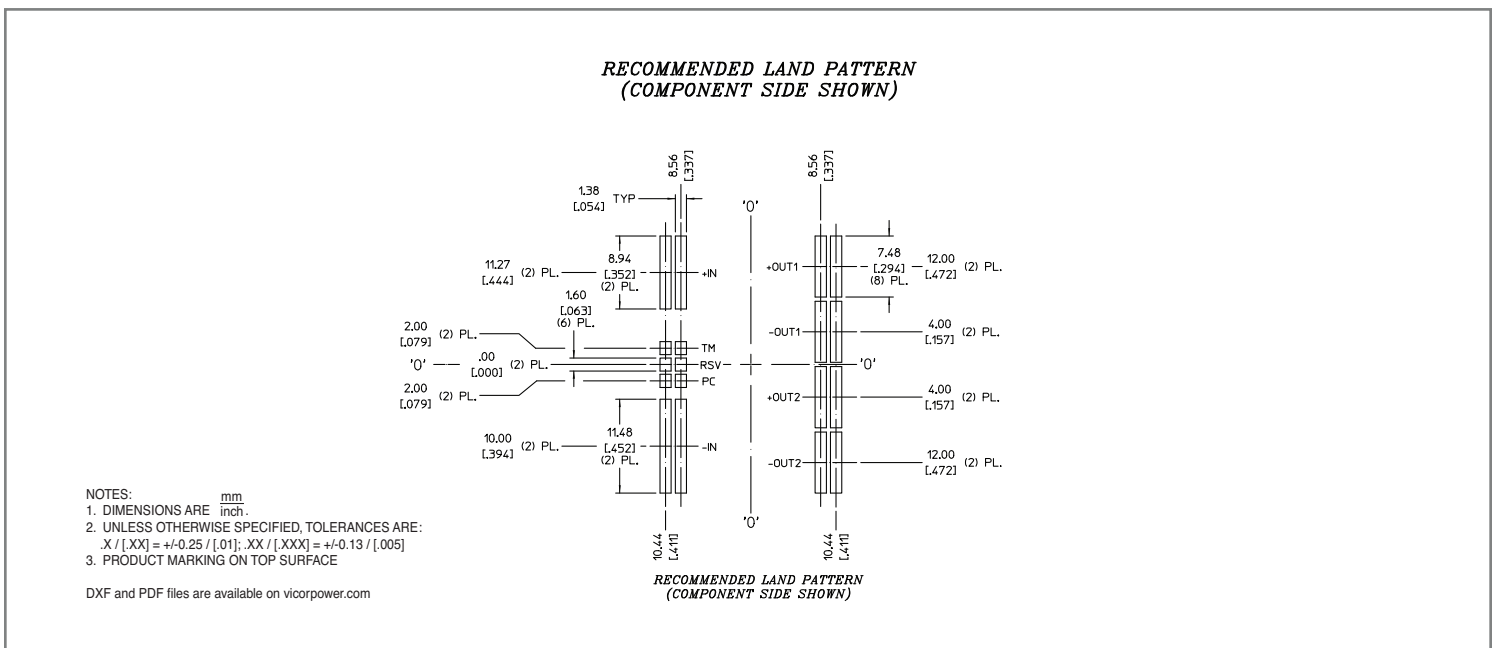 RECOMMENDED LAND PATTERN
(COMPONENT SIDE SHOWN)
8.56
[.337]
8.56
[.337]
1.38
[.054]
TYP
'0'
11.27
[.444]
(2) PL.
8.94
[.352]
(2) PL.
+IN
+OUT1
7.48
[.294]
(8) PL.
12.00
[.472]
(2) PL.
1.60
[.063]
(6) PL.
2.00
[.079]
(2) PL.
TM
-OUT1
4.00
[.157]
(2) PL.
'0'
.00
[.000]
(2) PL.
RSV
'0'
2.00
[.079]
(2) PL.
PC
+OUT2
4.00
[.157]
(2) PL.
10.00
[.394]
(2) PL.
11.48
[.452]
(2) PL.
-IN
-OUT2
12.00
[.472]
(2) PL.
'0'
10.44
[.411]
10.44
[.411]
RECOMMENDED LAND PATTERN
(COMPONENT SIDE SHOWN)
NOTES:
1. DIMENSIONS ARE mm/inch.
2. UNLESS OTHERWISE SPECIFIED, TOLERANCES ARE:
.X / [.XX] = +/-0.25 / [.01]; .XX / [.XXX] = +/-0.13 / [.005]
3. PRODUCT MARKING ON TOP SURFACE
DXF and PDF files are available on vicorpower.com